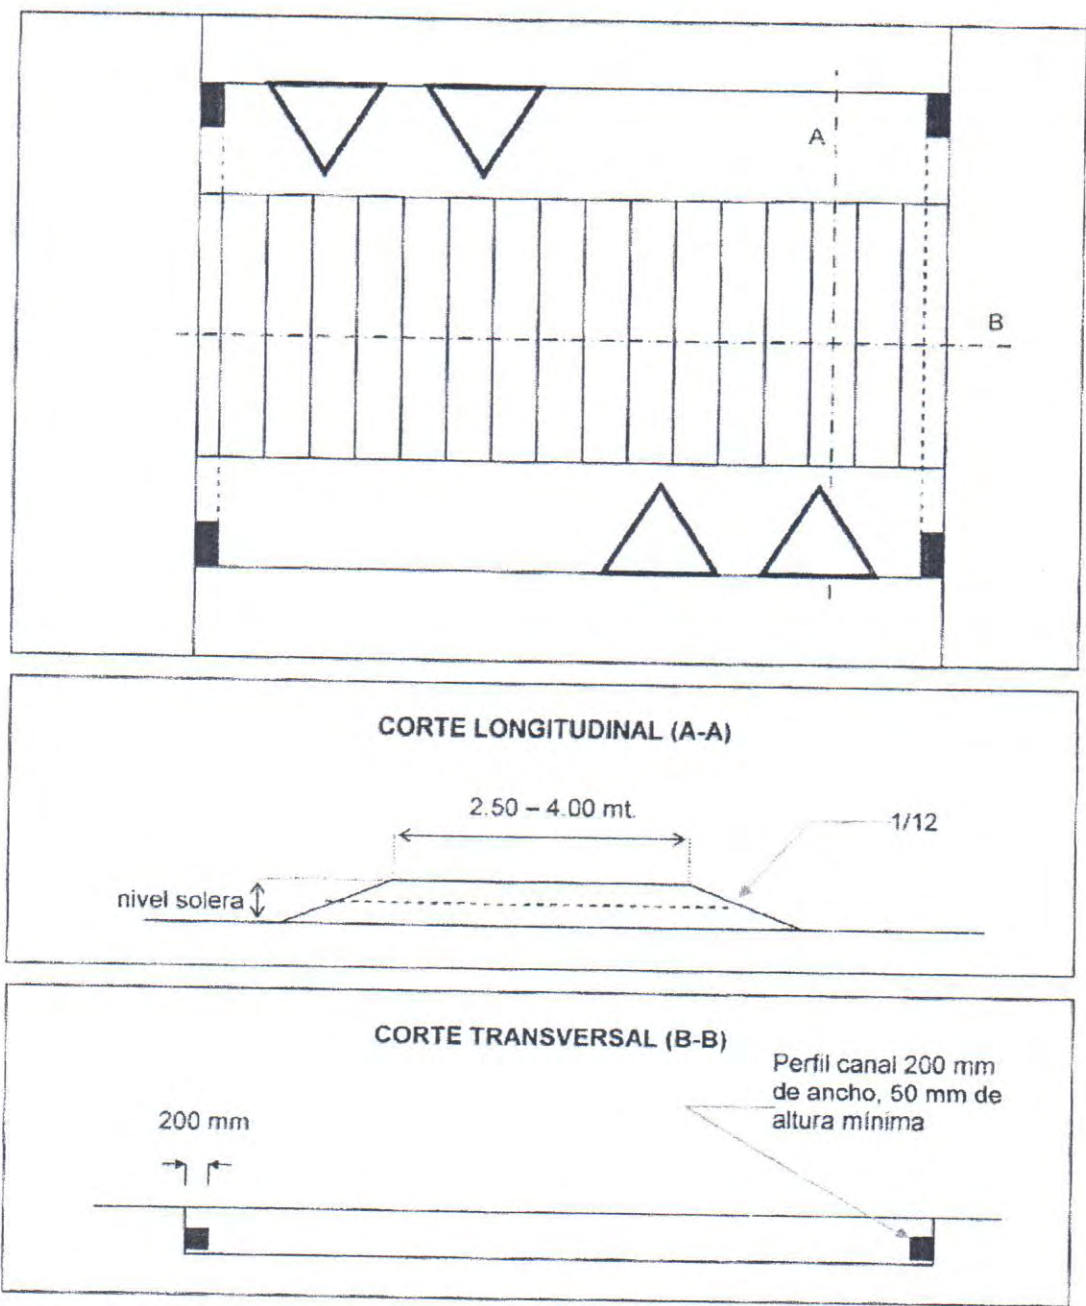 A
B
CORTE LONGITUDINAL (A-A)
2.50 – 4.00 mt.
1/12
nivel solera
CORTE TRANSVERSAL (B-B)
Perfil canal 200 mm
de ancho, 50 mm de
altura mínima
200 mm